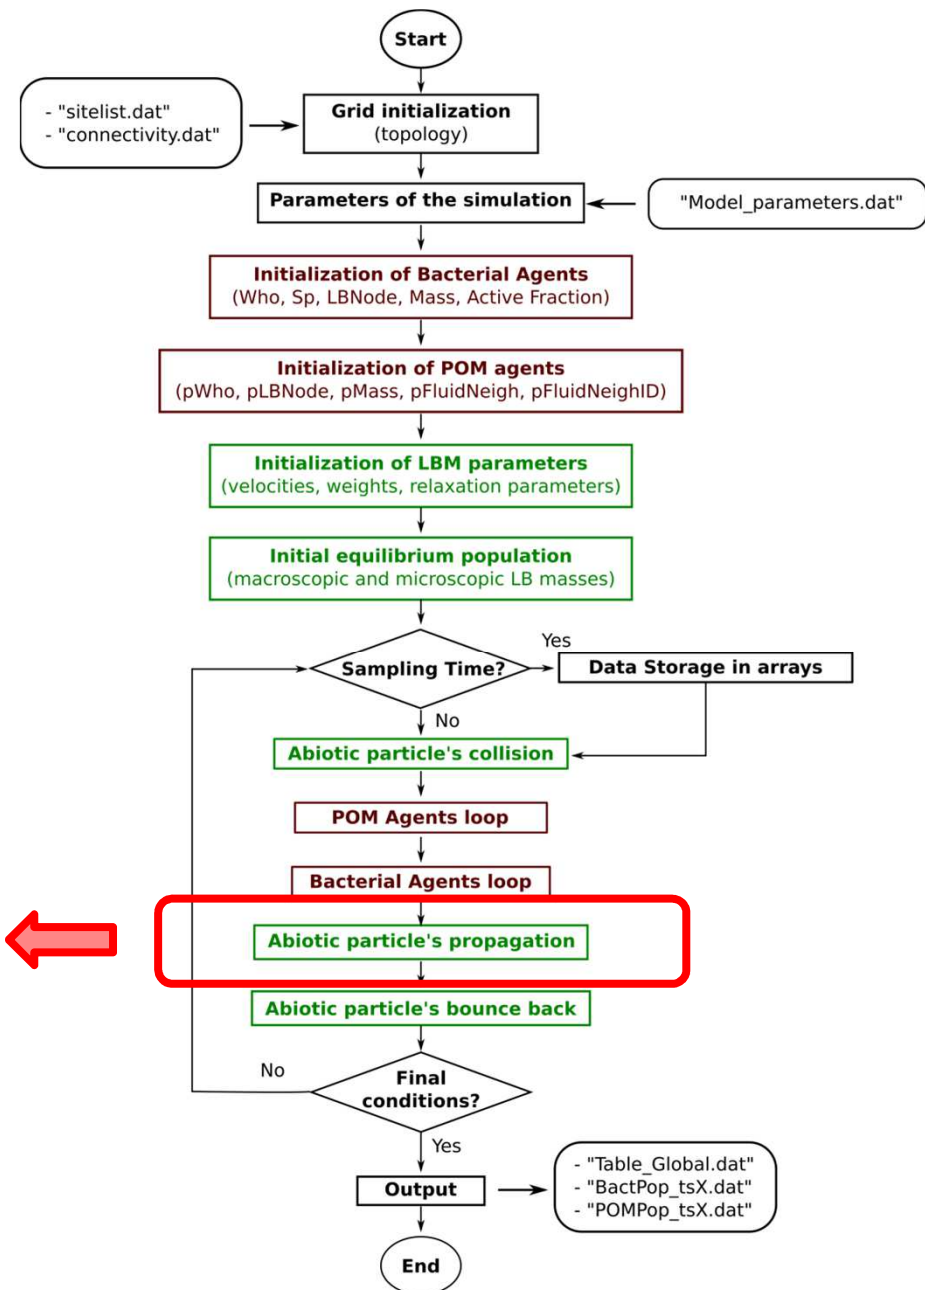 Start
- "sitelist.dat"
- "connectivity.dat"
Grid initialization
(topology)
Parameters of the simulation
"Model_parameters.dat"
Initialization of Bacterial Agents
(Who, Sp, LBNode, Mass, Active Fraction)
Initialization of POM agents
(pWho, pLBNode, pMass, pFluidNeigh, pFluidNeighID)
Initialization of LBM parameters
(velocities, weights, relaxation parameters)
Initial equilibrium population
(macroscopic and microscopic LB masses)
Sampling Time?
Yes
Data Storage in arrays
No
Abiotic particle's collision
POM Agents loop
Bacterial Agents loop
Abiotic particle's propagation
Abiotic particle's bounce back
No
Final
conditions?
Yes
Output
- "Table_Global.dat"
- "BactPop_tsX.dat"
- "POMPop_tsX.dat"
End